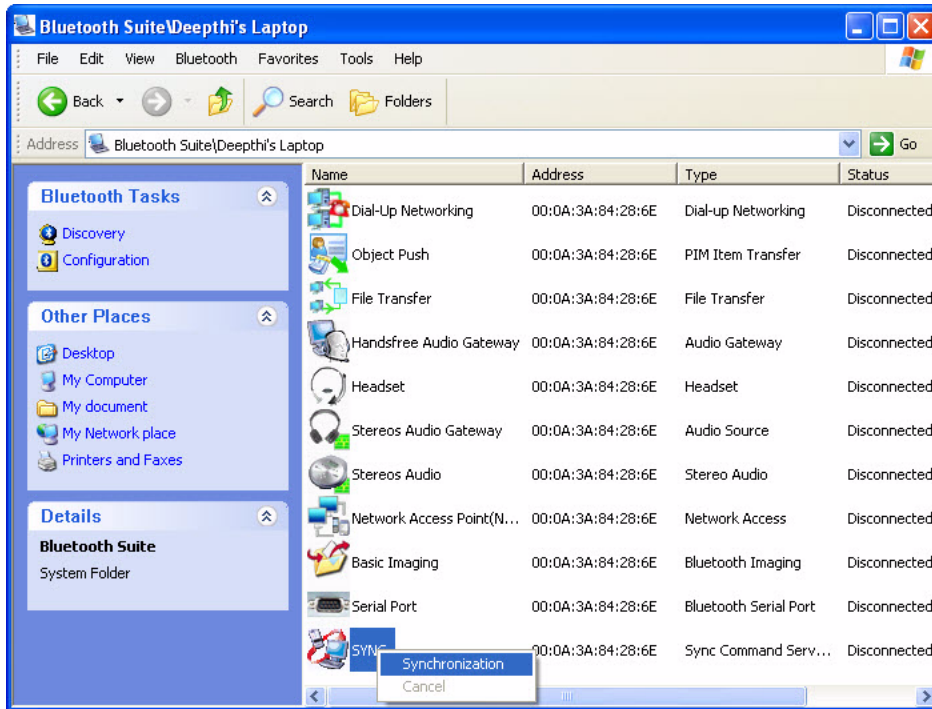 Bluetooth Suite\Deepthi's Laptop
File Edit View Bluetooth Favorites Tools Help
Back Search Folders
Address Bluetooth Suite\Deepthi's Laptop Go
Bluetooth Tasks
Discovery
Configuration
Other Places
Desktop
My Computer
My document
My Network place
Printers and Faxes
Details
Bluetooth Suite
System Folder
Name Address Type Status
Dial-Up Networking 00:0A:3A:84:28:6E Dial-up Networking Disconnected
Object Push 00:0A:3A:84:28:6E PIM Item Transfer Disconnected
File Transfer 00:0A:3A:84:28:6E File Transfer Disconnected
Handsfree Audio Gateway 00:0A:3A:84:28:6E Audio Gateway Disconnected
Headset 00:0A:3A:84:28:6E Headset Disconnected
Stereos Audio Gateway 00:0A:3A:84:28:6E Audio Source Disconnected
Stereos Audio 00:0A:3A:84:28:6E Stereo Audio Disconnected
Network Access Point(N... 00:0A:3A:84:28:6E Network Access Disconnected
Basic Imaging 00:0A:3A:84:28:6E Bluetooth Imaging Disconnected
Serial Port 00:0A:3A:84:28:6E Bluetooth Serial Port Disconnected
SYNC 00:0A:3A:84:28:6E Sync Command Serv... Disconnected
Synchronization
Cancel